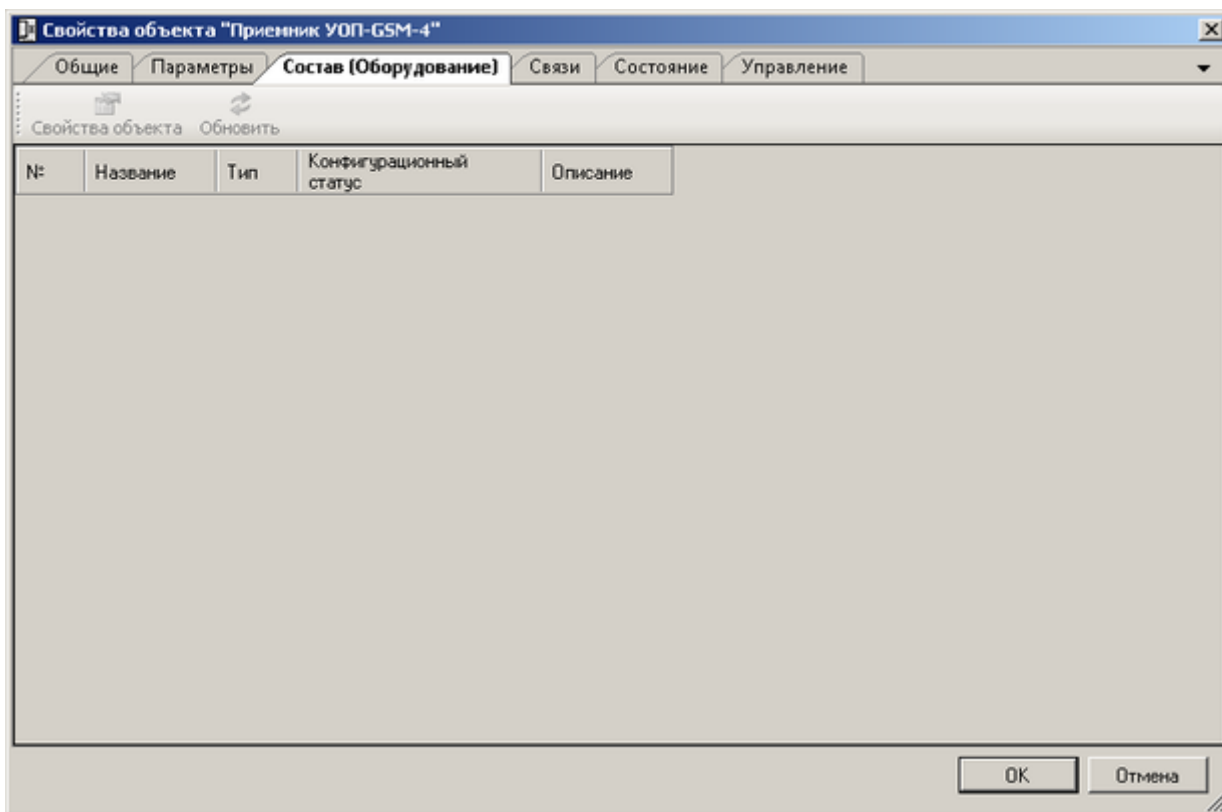 Свойства объекта "Приемник УОП-GSM-4"
Общие Параметры Состав (Оборудование) Связи Состояние Управление
Свойства объекта Обновить
№ Название Тип Конфигурационный статус Описание
OK Отмена